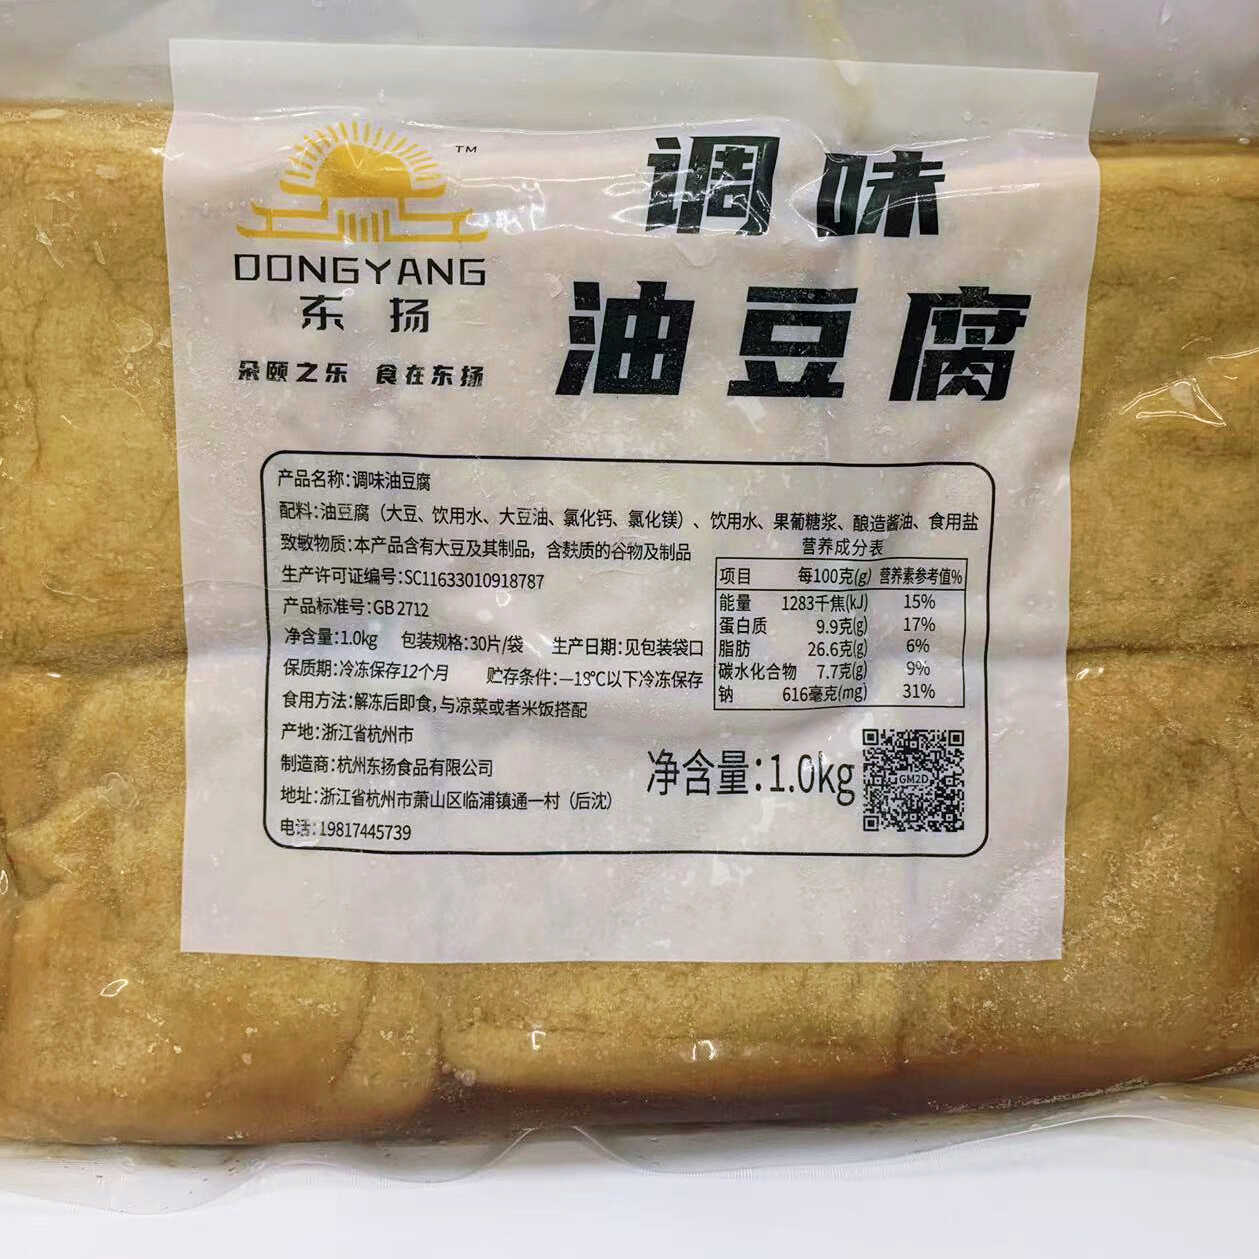 TM
DONGYANG
东扬
朵颐之乐 食在东扬
调味
油豆腐
产品名称:调味油豆腐
配料:油豆腐（大豆、饮用水、大豆油、氯化钙、氯化镁）、饮用水、果葡糖浆、酿造酱油、食用盐
致敏物质:本产品含有大豆及其制品，含麸质的谷物及制品
生产许可证编号:SC11633010918787
产品标准号:GB 2712
净含量:1.0kg 包装规格:30片/袋 生产日期:见包装袋口
保质期:冷冻保存12个月 贮存条件:—18℃以下冷冻保存
食用方法:解冻后即食,与凉菜或者米饭搭配
产地:浙江省杭州市
制造商:杭州东扬食品有限公司
地址:浙江省杭州市萧山区临浦镇通一村（后沈）
电话:19817445739
营养成分表
项目 每100克(g) 营养素参考值%
能量 1283千焦(kJ) 15%
蛋白质 9.9克(g) 17%
脂肪 26.6克(g) 6%
碳水化合物 7.7克(g) 9%
钠 616毫克(mg) 31%
净含量:1.0kg
GM2D